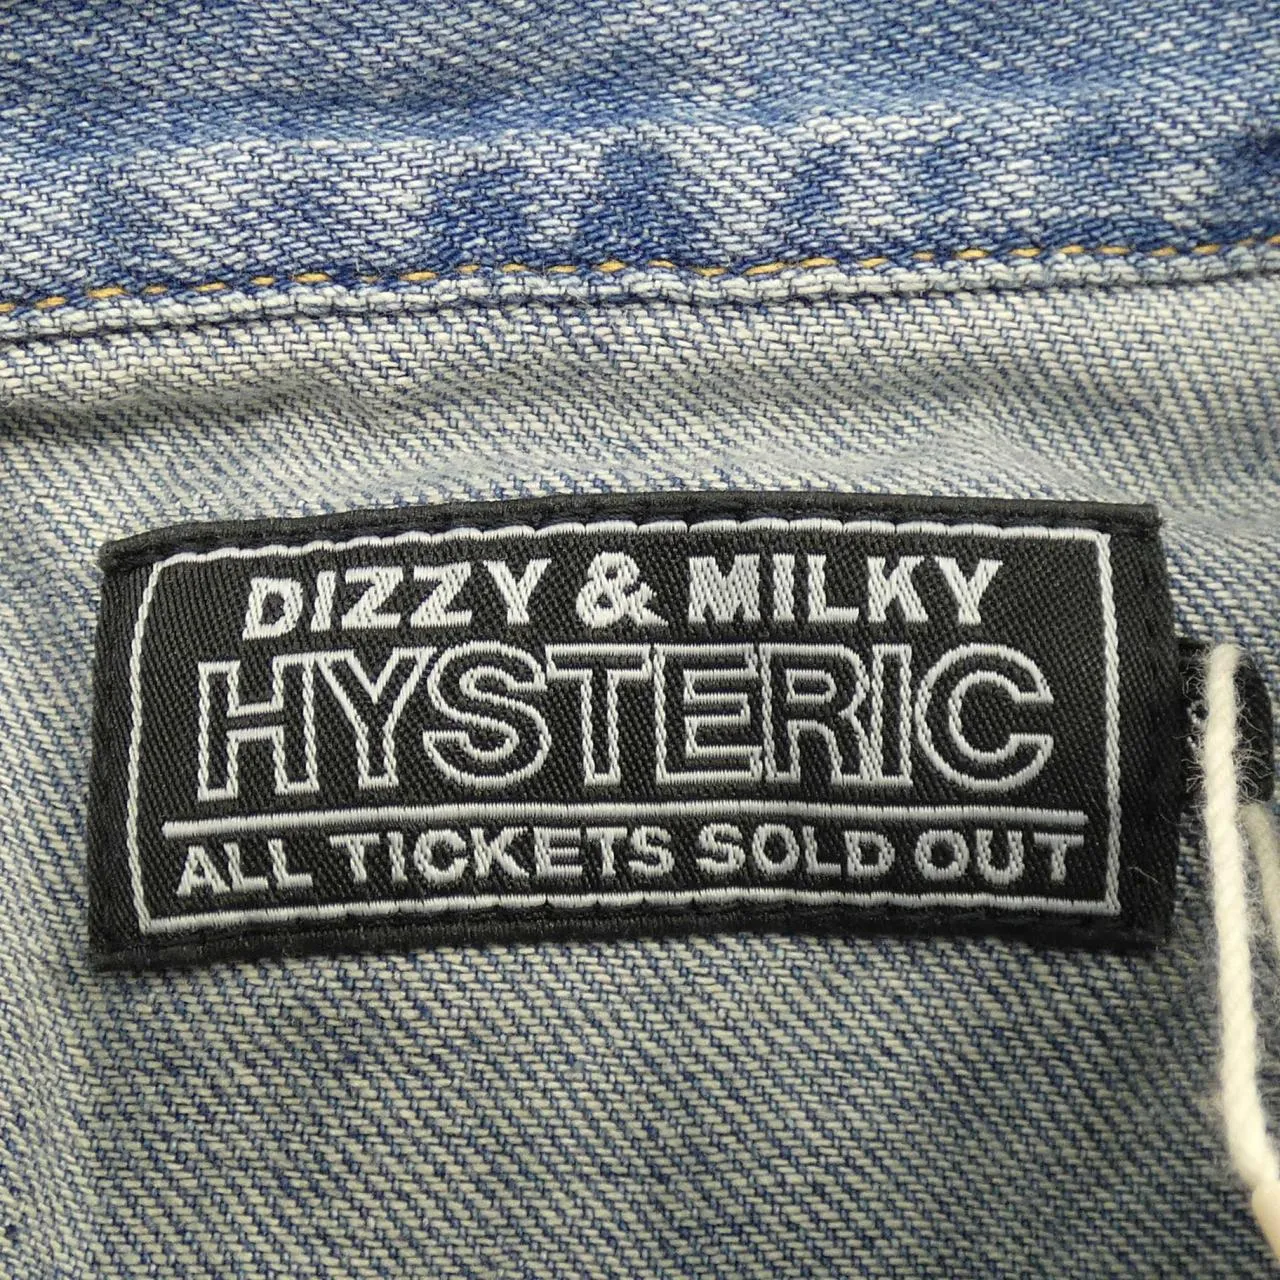 DIZZY & MILKY
HYSTERIC
ALL TICKETS SOLD OUT